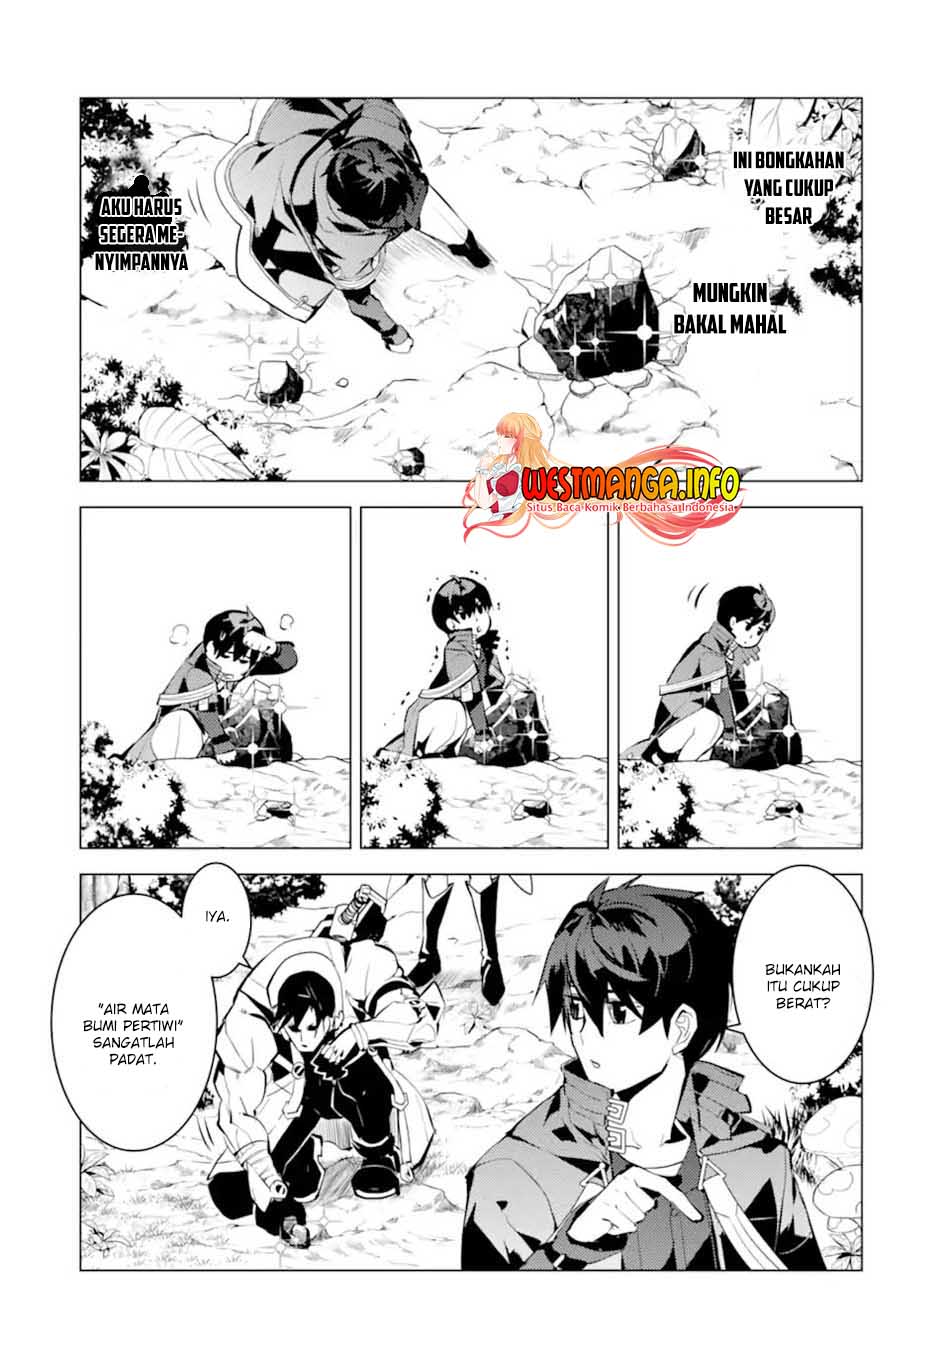 INI BONGKAHAN
YANG CUKUP
BESAR
MUNGKIN
BAKAL MAHAL
AKU HARUS
SEGERA ME-
NYIMPANNYA
WESTMANGA.INFO
Situs Baca Komik Berbahasa Indonesia
BUKANKAH
ITU CUKUP
BERAT?
IYA.
"AIR MATA
BUMI PERTIWI"
SANGATLAH
PADAT.